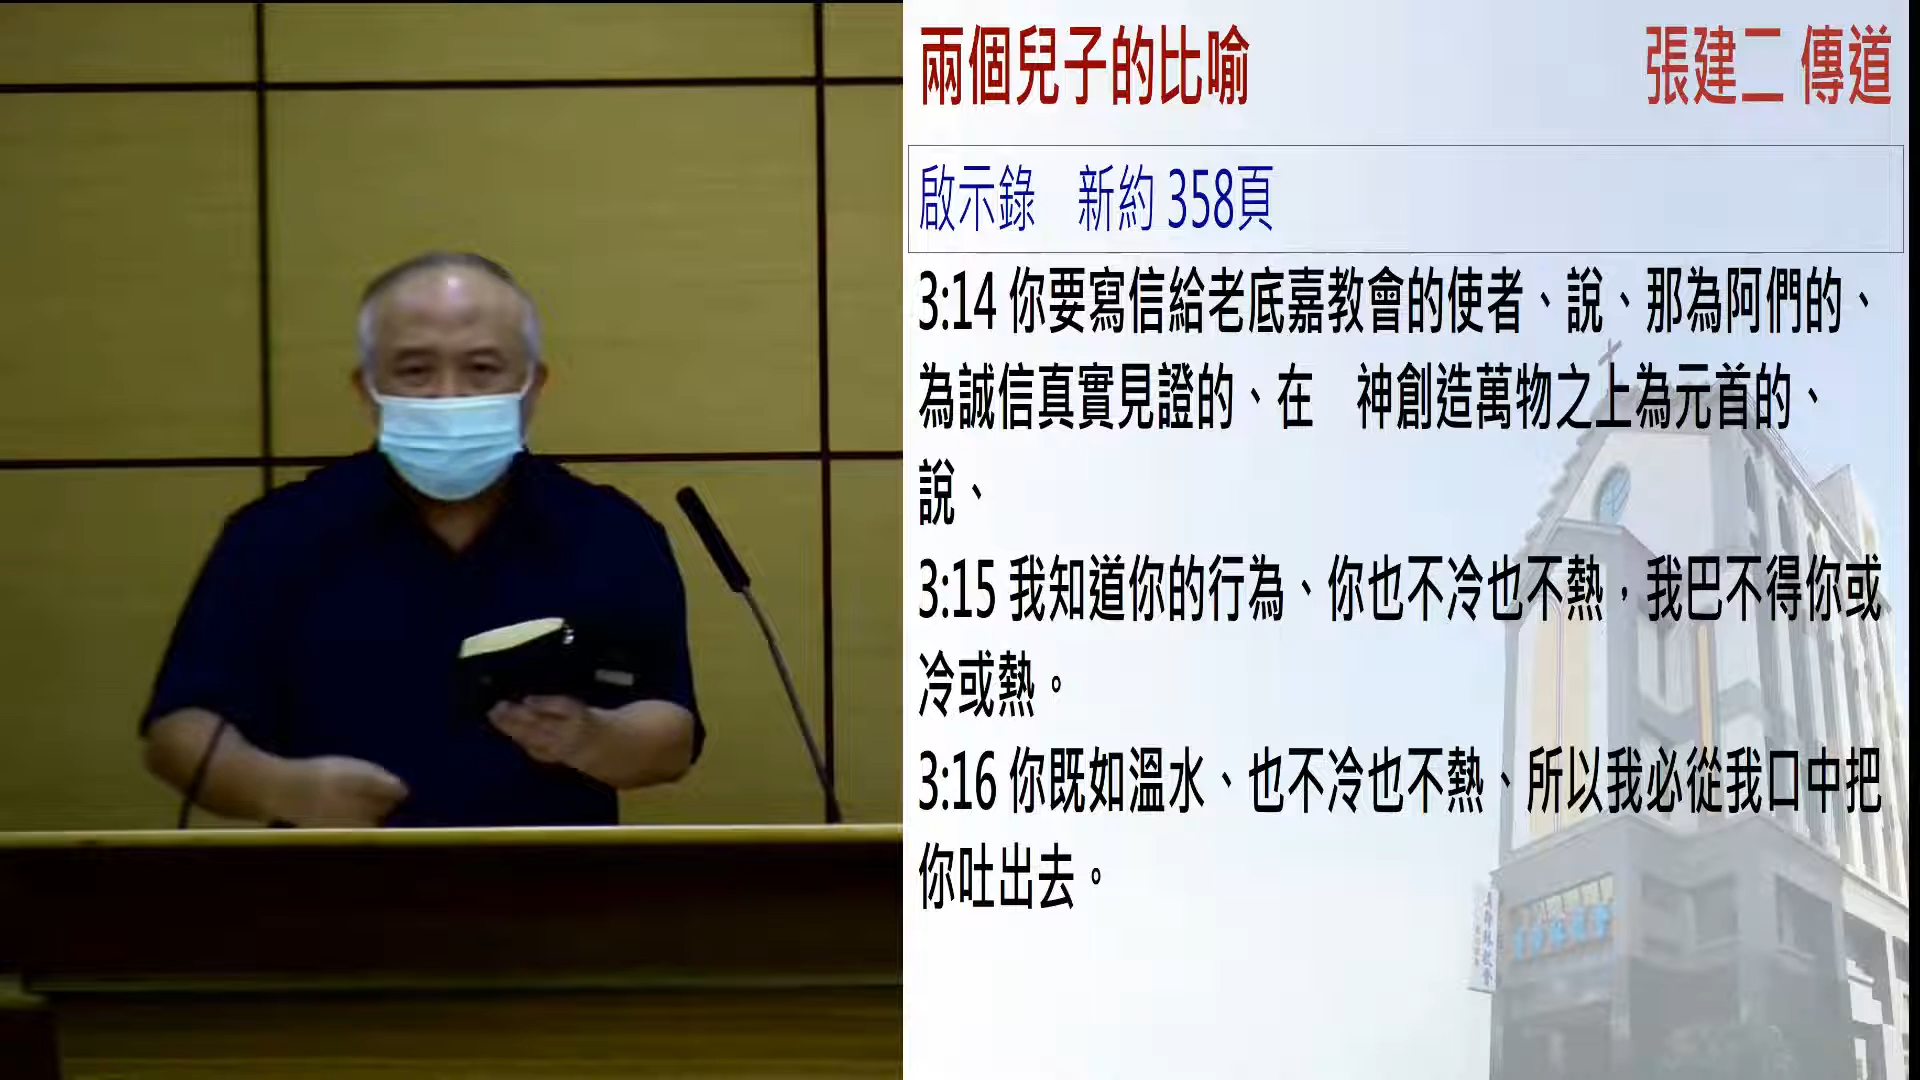 兩個兒子的比喻
張建二 傳道
啟示錄　新約 358頁
3:14 你要寫信給老底嘉教會的使者、說、那為阿們的、
為誠信真實見證的、在　神創造萬物之上為元首的、
說、
3:15 我知道你的行為、你也不冷也不熱．我巴不得你或
冷或熱。
3:16 你既如溫水、也不冷也不熱、所以我必從我口中把
你吐出去。